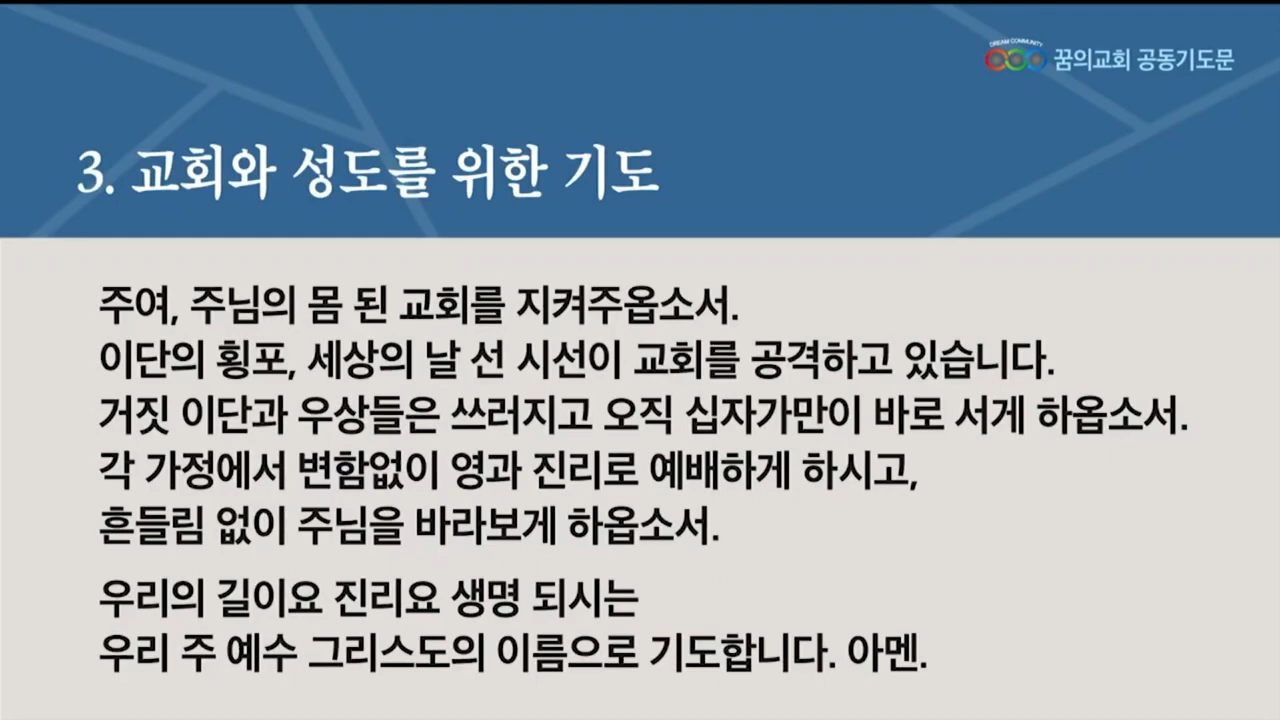 DREAM COMMUNITY
꿈의교회 공동기도문
3. 교회와 성도를 위한 기도
주여, 주님의 몸 된 교회를 지켜주옵소서.
이단의 횡포, 세상의 날 선 시선이 교회를 공격하고 있습니다.
거짓 이단과 우상들은 쓰러지고 오직 십자가만이 바로 서게 하옵소서.
각 가정에서 변함없이 영과 진리로 예배하게 하시고,
흔들림 없이 주님을 바라보게 하옵소서.
우리의 길이요 진리요 생명 되시는
우리 주 예수 그리스도의 이름으로 기도합니다. 아멘.